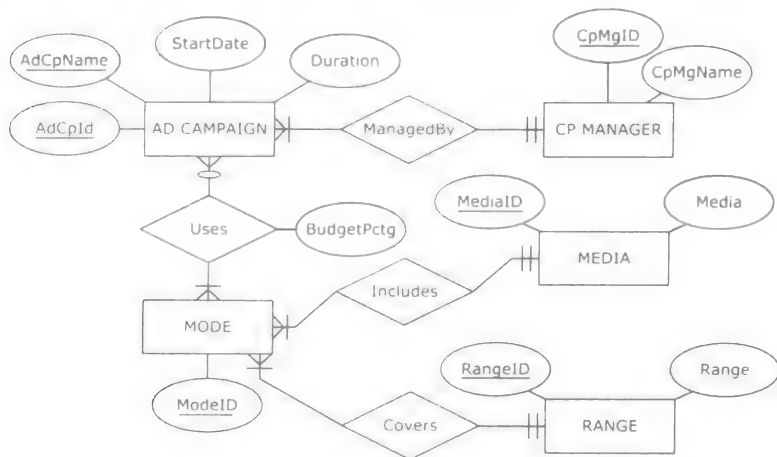 StartDate
CpMgID
AdCpName
Duration
CpMgName
AdCpId
AD CAMPAIGN
ManagedBy
CP MANAGER
MediaID
Media
Uses
BudgetPctg
MEDIA
Includes
MODE
RangeID
Range
ModeID
Covers
RANGE